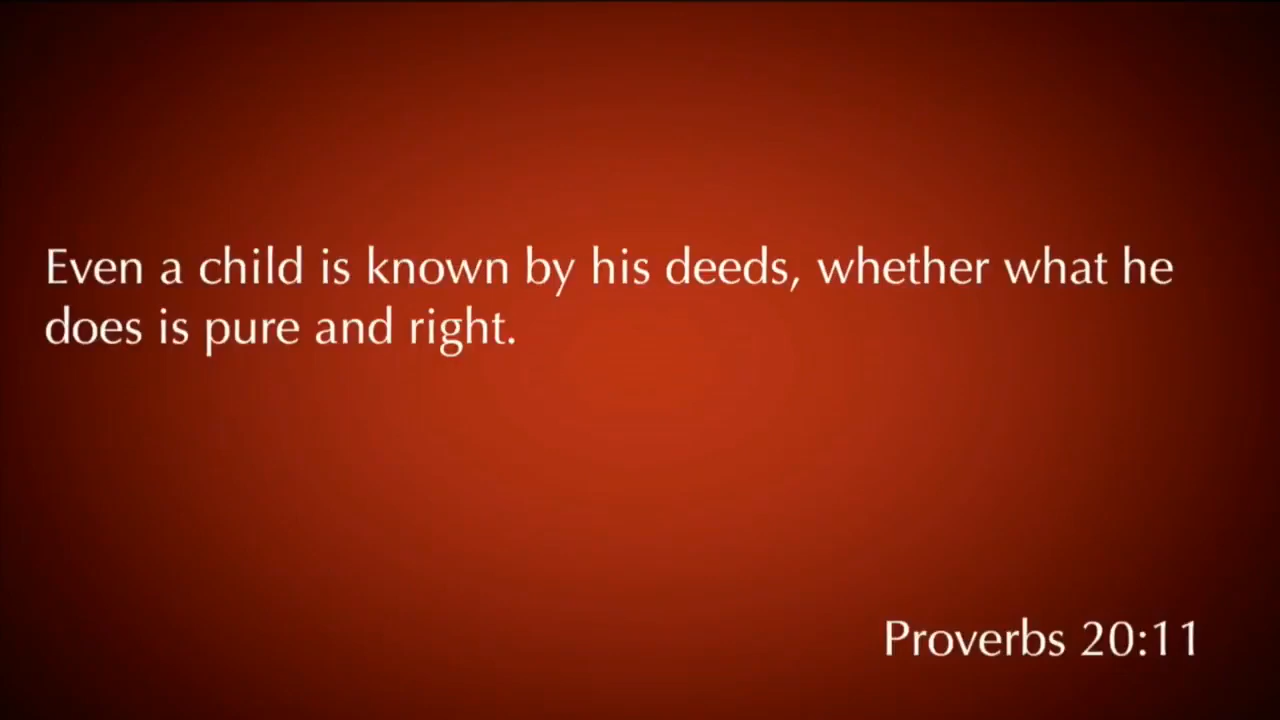 Even a child is known by his deeds, whether what he
does is pure and right.
Proverbs 20:11